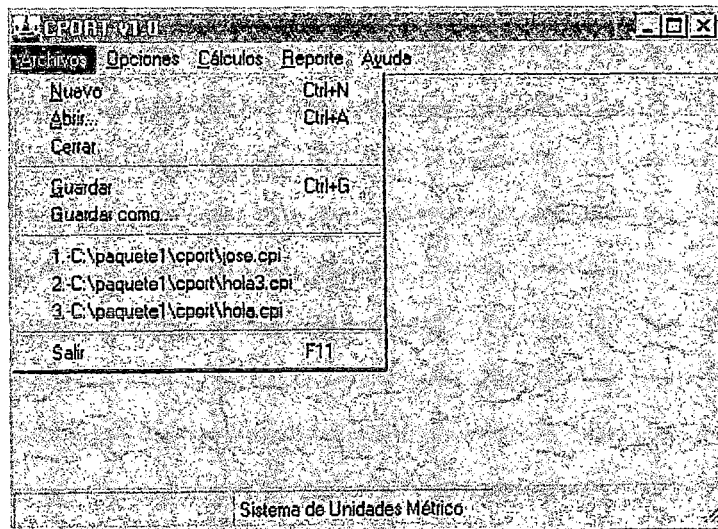 CPORT v1.0
Archivos Opciones Cálculos Reporte Ayuda
Nuevo Ctrl+N
Abrir... Ctrl+A
Cerrar
Guardar Ctrl+G
Guardar como...
1.-C:\paquete1\cport\jose.cpi
2.-C:\paquete1\cport\hola3.cpi
3.-C:\paquete1\cport\hola.cpi
Salir F11
Sistema de Unidades Métrico